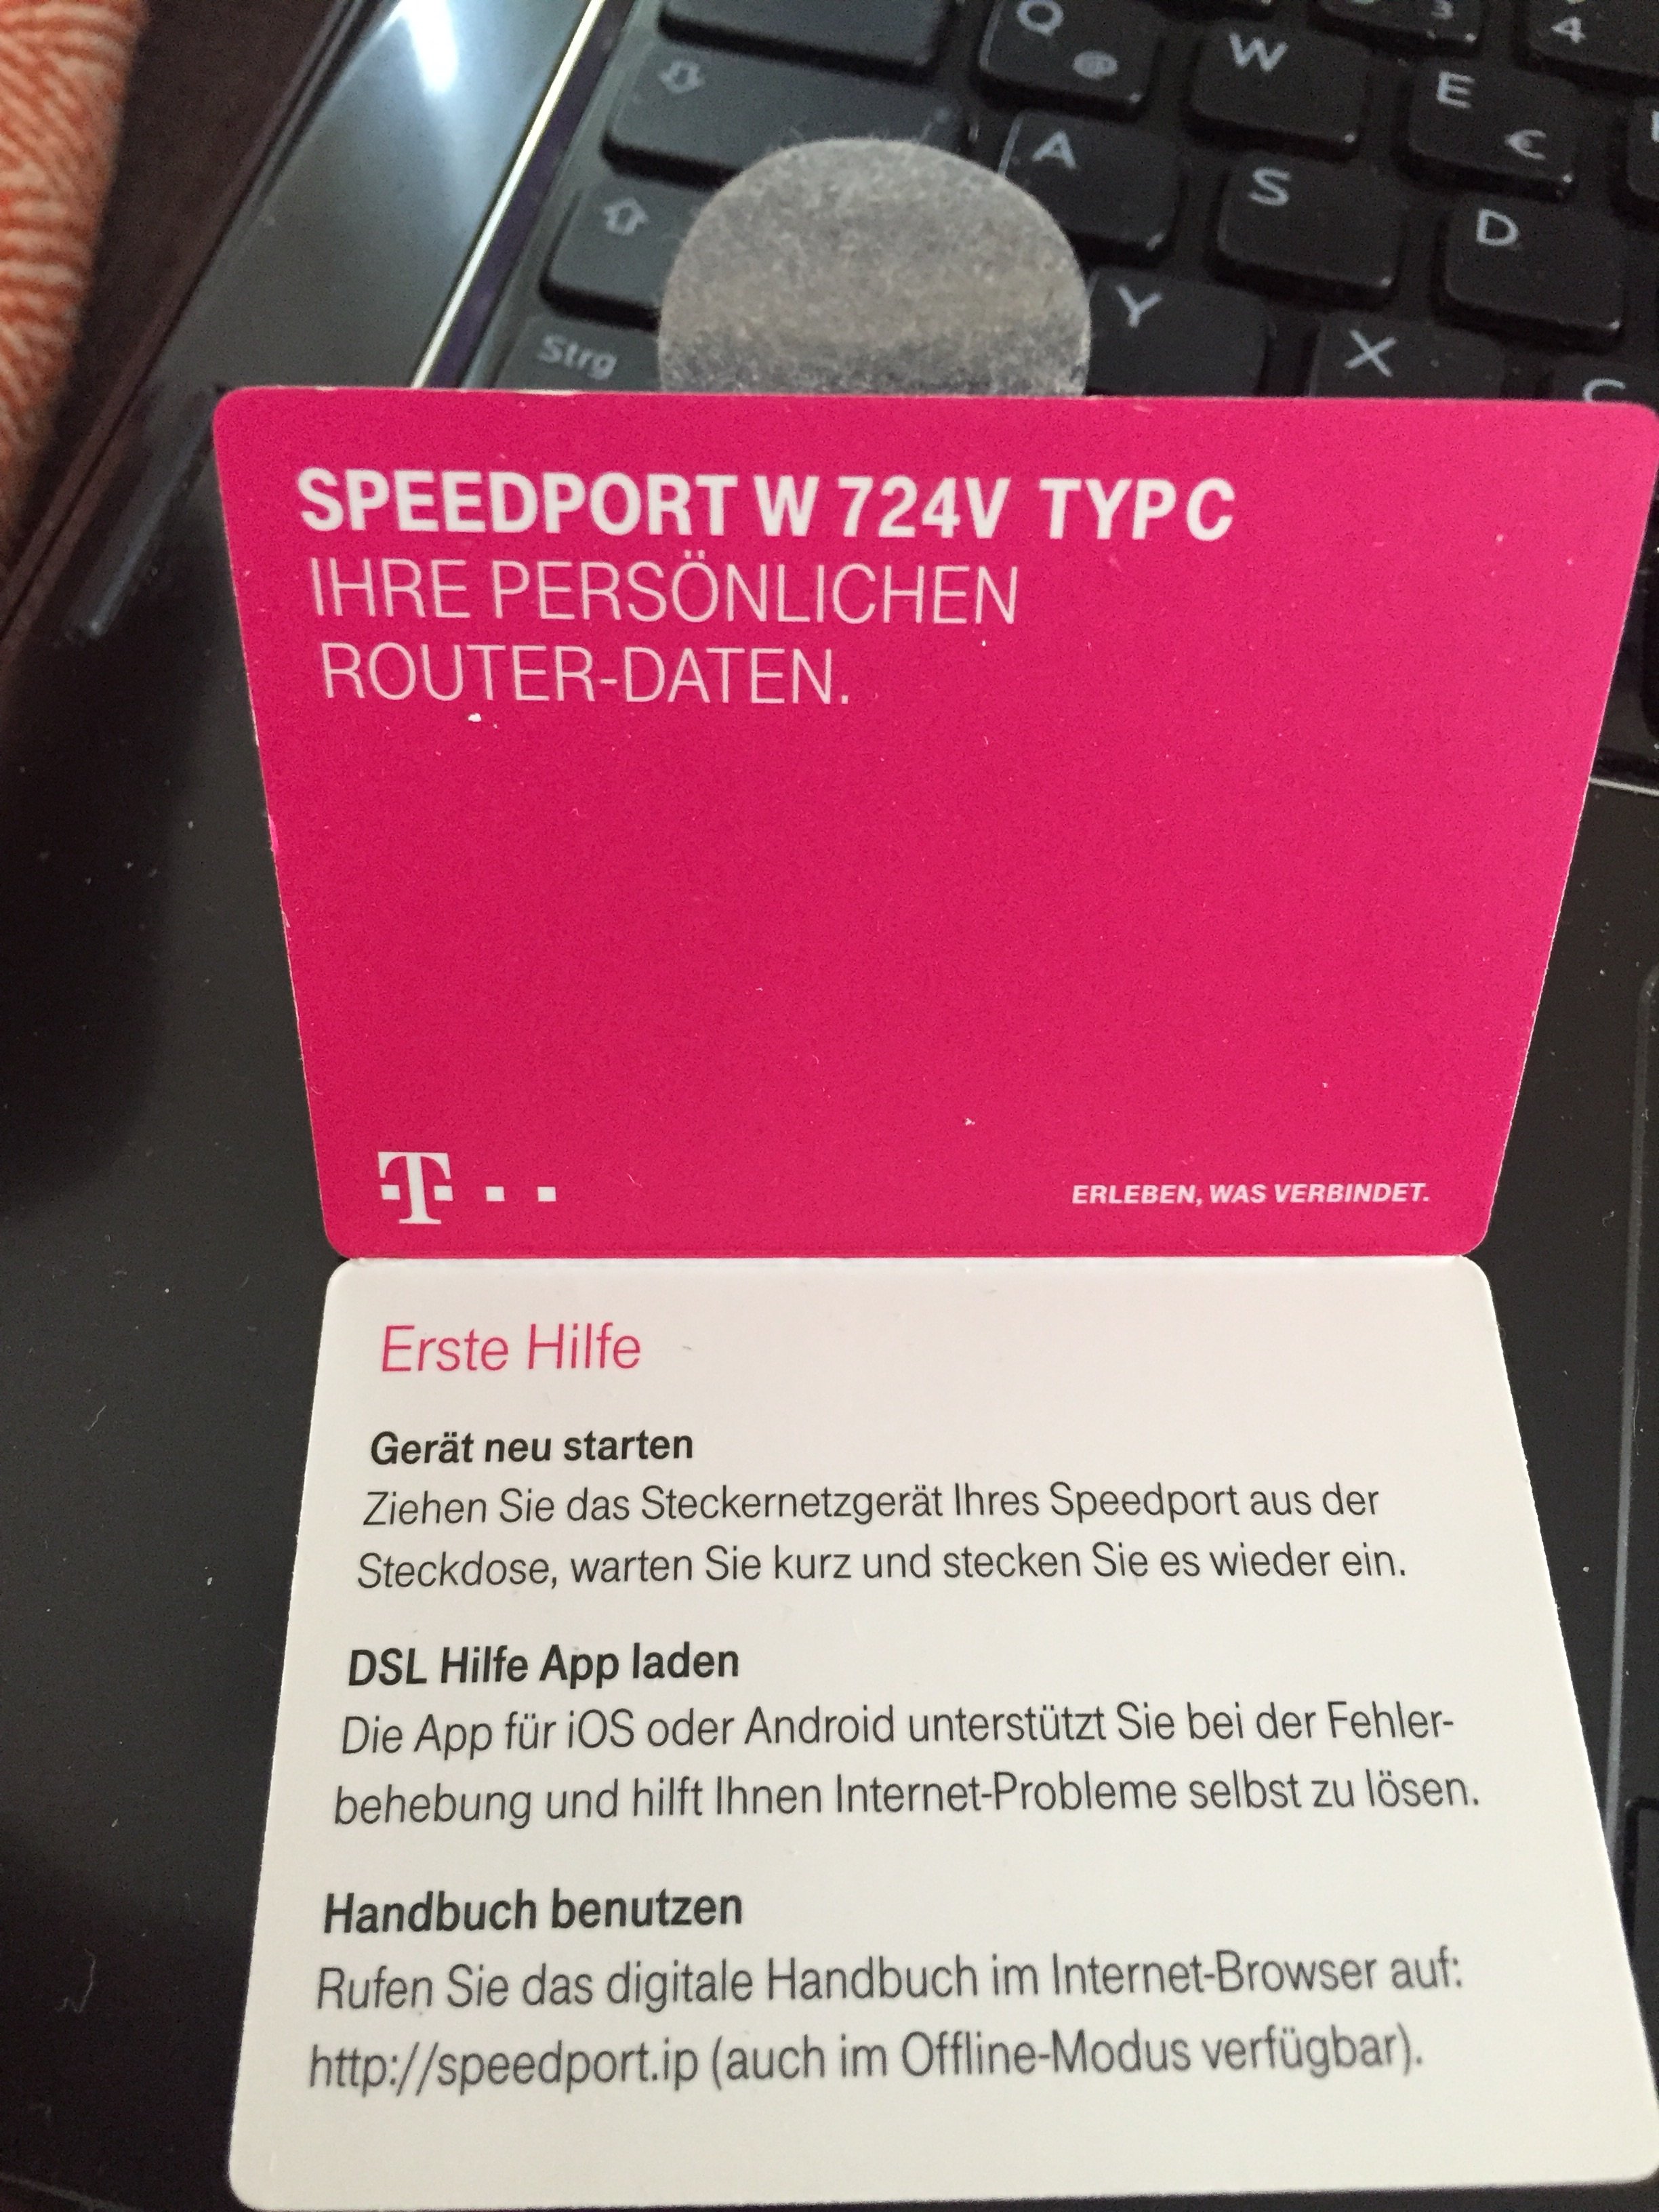 Q @
W
E €
3
4
A
S
D
Y
X
C
Strg
SPEEDPORT W 724V TYP C
IHRE PERSÖNLICHEN
ROUTER-DATEN.
T
ERLEBEN, WAS VERBINDET.
Erste Hilfe
Gerät neu starten
Ziehen Sie das Steckernetzgerät Ihres Speedport aus der
Steckdose, warten Sie kurz und stecken Sie es wieder ein.
DSL Hilfe App laden
Die App für iOS oder Android unterstützt Sie bei der Fehler-
behebung und hilft Ihnen Internet-Probleme selbst zu lösen.
Handbuch benutzen
Rufen Sie das digitale Handbuch im Internet-Browser auf:
http://speedport.ip (auch im Offline-Modus verfügbar).